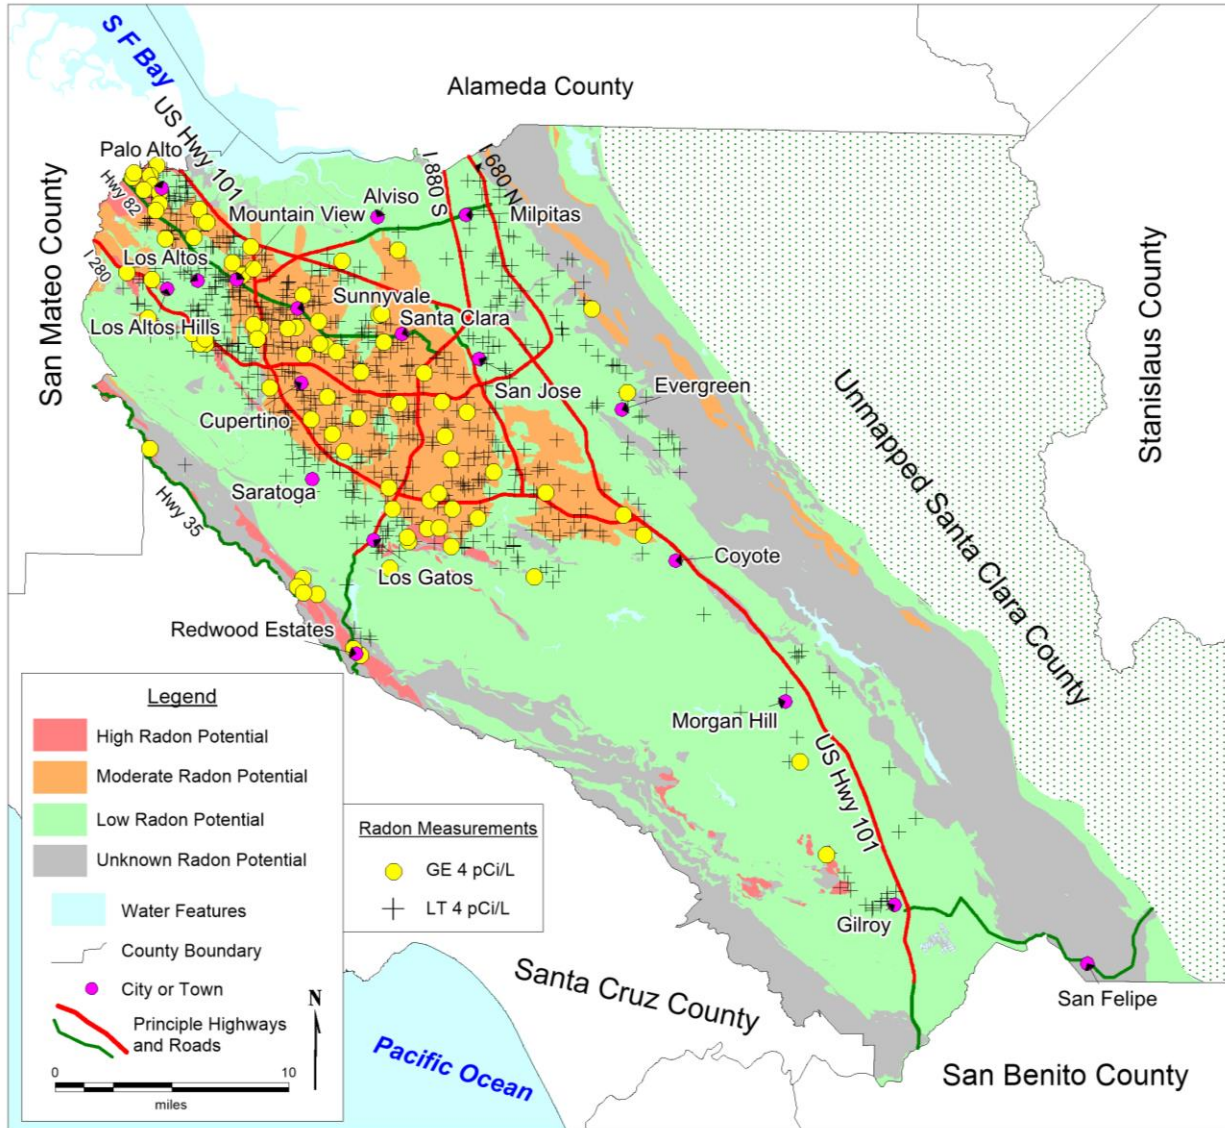 S F Bay
Alameda County
US Hwy 101
Palo Alto
I 880 S
I 680 N
San Mateo County
Hwy 82
Alviso
Mountain View
Milpitas
Los Altos
I 280
Sunnyvale
Santa Clara
Los Altos Hills
San Jose
Evergreen
Cupertino
Unmapped Santa Clara County
Stanislaus County
Saratoga
Hwy 35
Coyote
Los Gatos
Redwood Estates
Morgan Hill
US Hwy 101
Gilroy
San Felipe
Santa Cruz County
Pacific Ocean
San Benito County
Legend
High Radon Potential
Moderate Radon Potential
Low Radon Potential
Unknown Radon Potential
Water Features
County Boundary
City or Town
Principle Highways
and Roads
N
0 10
miles
Radon Measurements
GE 4 pCi/L
LT 4 pCi/L